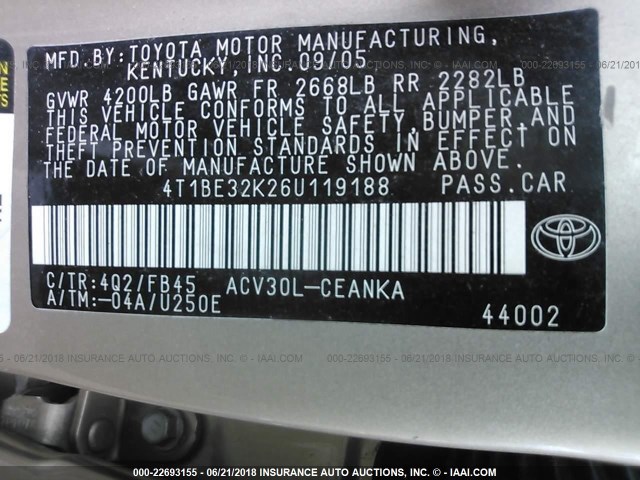 MFD.BY:TOYOTA MOTOR MANUFACTURING,
KENTUCKY, INC. 09/05
GVWR 4200LB GAWR FR 2668LB RR 2282LB
THIS VEHICLE CONFORMS TO ALL APPLICABLE
FEDERAL MOTOR VEHICLE SAFETY, BUMPER, AND
THEFT PREVENTION STANDARDS IN EFFECT ON
THE DATE OF MANUFACTURE SHOWN ABOVE.
4T1BE32K26U119188 PASS.CAR
C/TR:4Q2/FB45 ACV30L-CEANKA
A/TM:-04A/U250E
44002
000-22693155 - 06/21/2018 INSURANCE AUTO AUCTIONS, INC. - © IAAI.COM